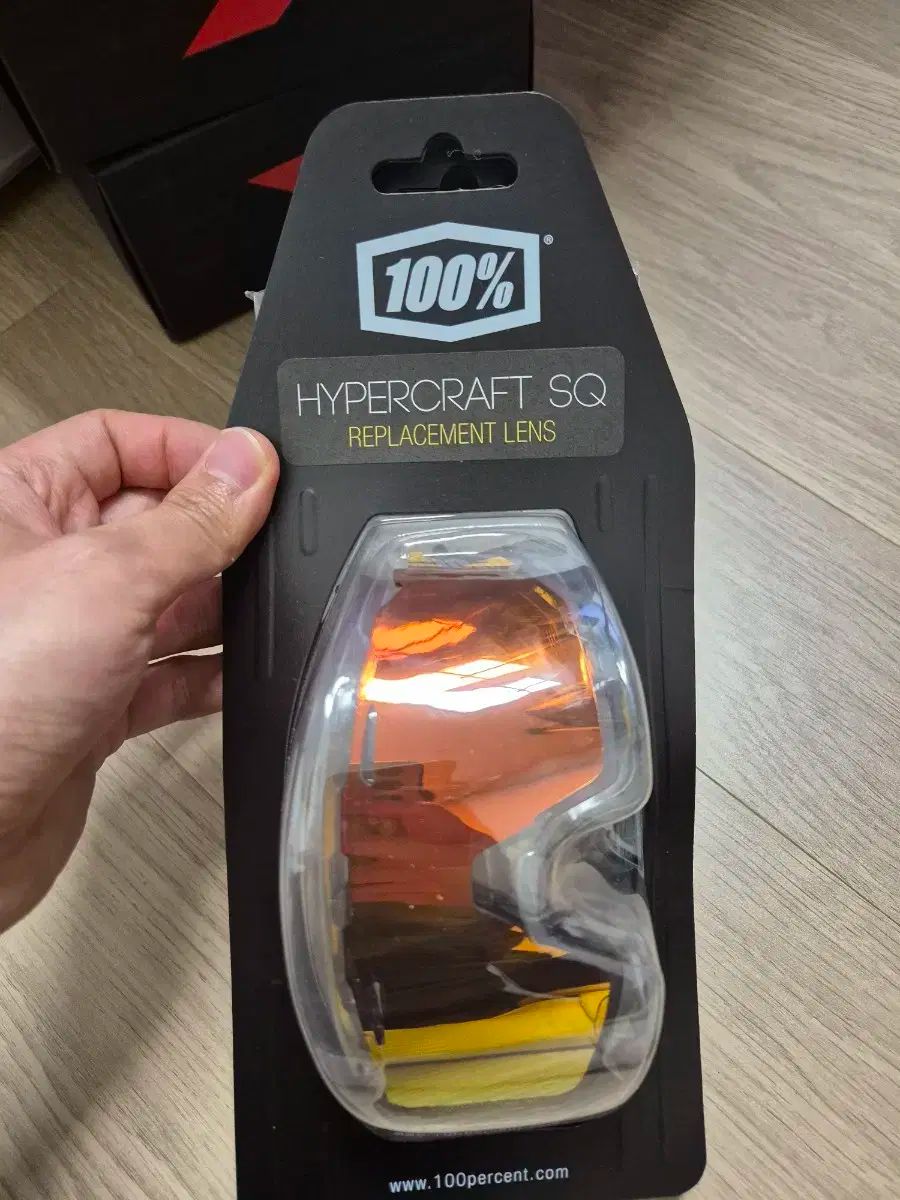 100%®
HYPERCRAFT SQ
REPLACEMENT LENS
www.100percent.com